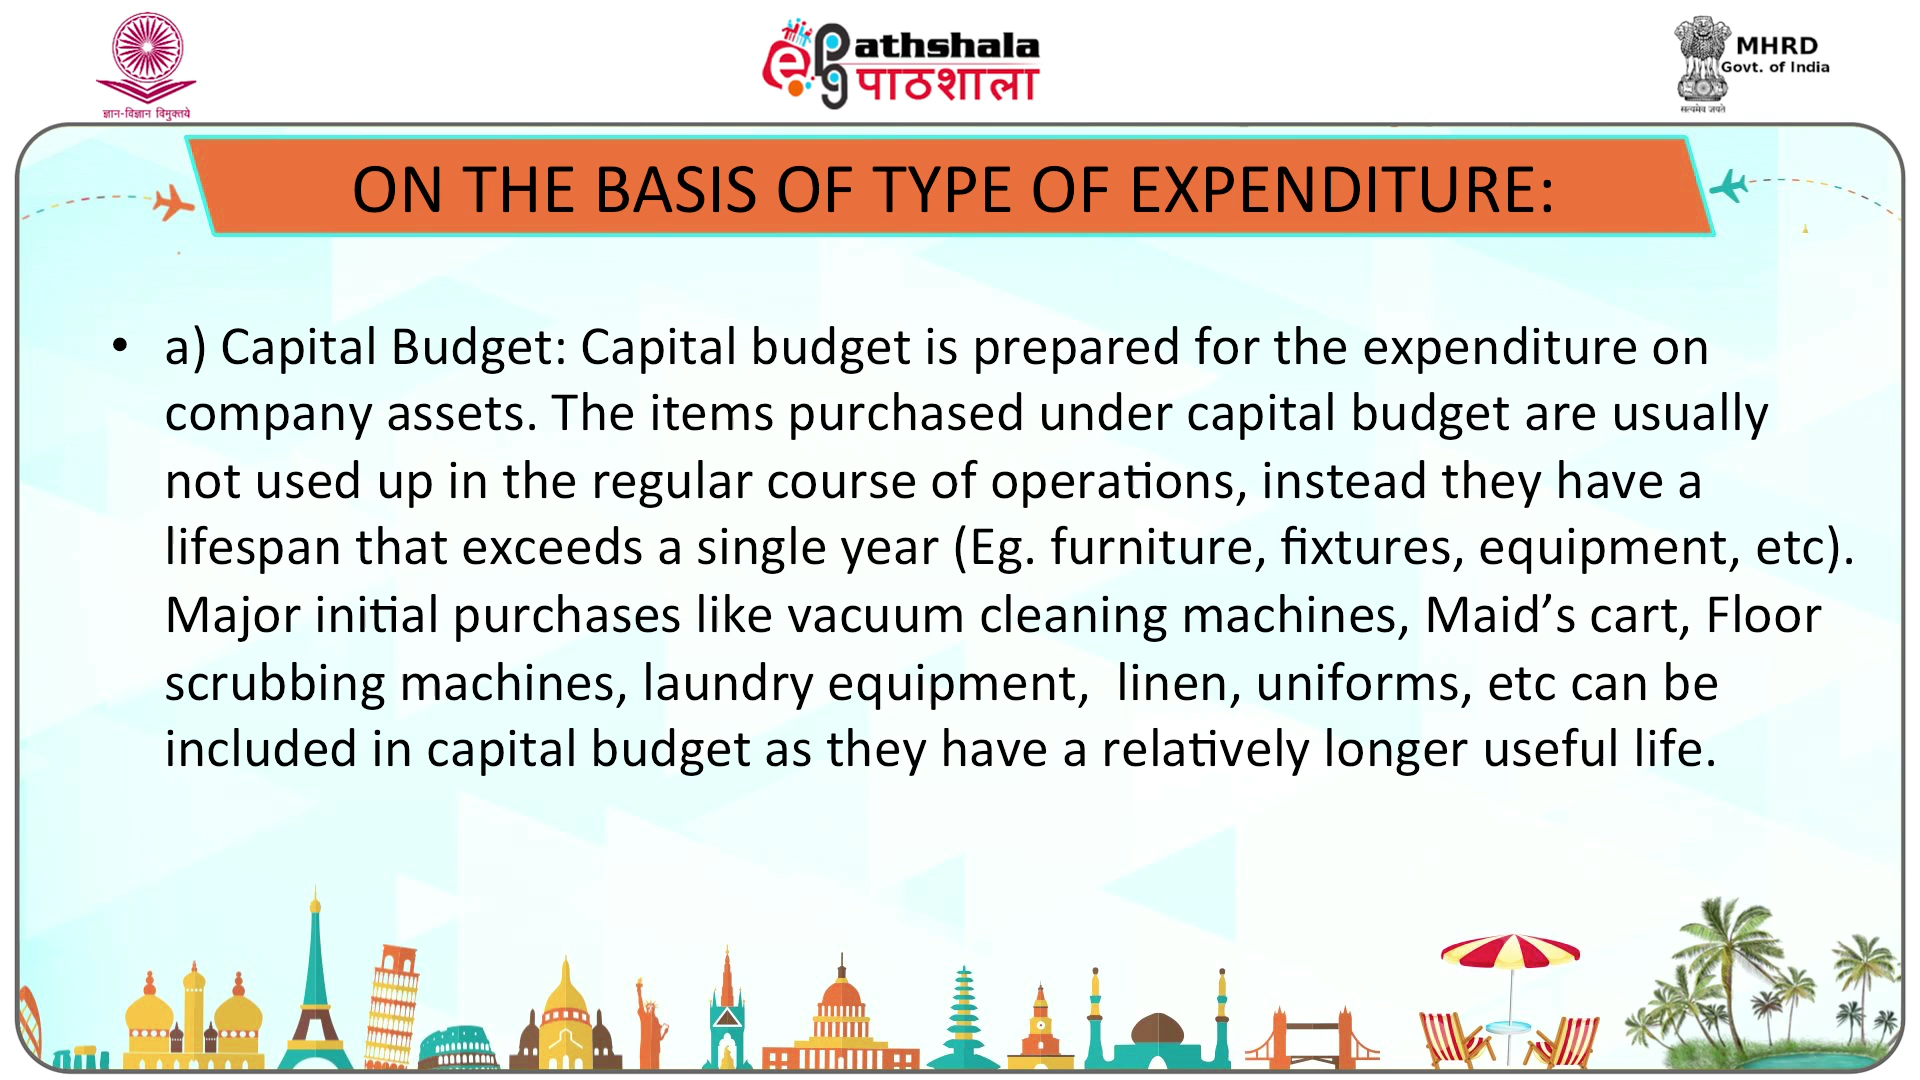 ज्ञान-विज्ञान विमुक्तये
e pg Pathshala
पाठशाला
MHRD
Govt. of India
सत्यमेव जयते
ON THE BASIS OF TYPE OF EXPENDITURE:
• a) Capital Budget: Capital budget is prepared for the expenditure on
company assets. The items purchased under capital budget are usually
not used up in the regular course of operations, instead they have a
lifespan that exceeds a single year (Eg. furniture, fixtures, equipment, etc).
Major initial purchases like vacuum cleaning machines, Maid’s cart, Floor
scrubbing machines, laundry equipment,  linen, uniforms, etc can be
included in capital budget as they have a relatively longer useful life.